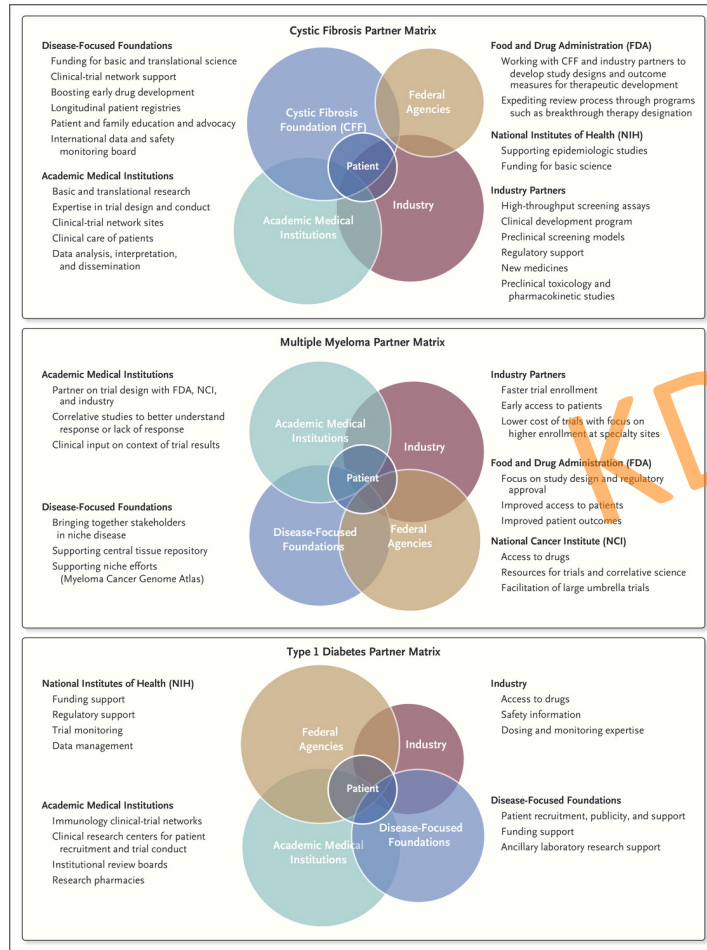 Cystic Fibrosis Partner Matrix
Disease-Focused Foundations
Funding for basic and translational science
Clinical-trial network support
Boosting early drug development
Longitudinal patient registries
Patient and family education and advocacy
International data and safety
monitoring board
Academic Medical Institutions
Basic and translational research
Expertise in trial design and conduct
Clinical-trial network sites
Clinical care of patients
Data analysis, interpretation,
and dissemination
Cystic Fibrosis
Foundation (CFF)
Federal
Agencies
Patient
Academic Medical
Institutions
Industry
Food and Drug Administration (FDA)
Working with CFF and industry partners to
develop study designs and outcome
measures for therapeutic development
Expediting review process through programs
such as breakthrough therapy designation
National Institutes of Health (NIH)
Supporting epidemiologic studies
Funding for basic science
Industry Partners
High-throughput screening assays
Clinical development program
Preclinical screening models
Regulatory support
New medicines
Preclinical toxicology and
pharmacokinetic studies
Multiple Myeloma Partner Matrix
Academic Medical Institutions
Partner on trial design with FDA, NCI,
and industry
Correlative studies to better understand
response or lack of response
Clinical input on context of trial results
Disease-Focused Foundations
Bringing together stakeholders
in niche disease
Supporting central tissue repository
Supporting niche efforts
(Myeloma Cancer Genome Atlas)
Academic Medical
Institutions
Industry
Patient
Disease-Focused
Foundations
Federal
Agencies
Industry Partners
Faster trial enrollment
Early access to patients
Lower cost of trials with focus on
higher enrollment at specialty sites
Food and Drug Administration (FDA)
Focus on study design and regulatory
approval
Improved access to patients
Improved patient outcomes
National Cancer Institute (NCI)
Access to drugs
Resources for trials and correlative science
Facilitation of large umbrella trials
Type 1 Diabetes Partner Matrix
National Institutes of Health (NIH)
Funding support
Regulatory support
Trial monitoring
Data management
Academic Medical Institutions
Immunology clinical-trial networks
Clinical research centers for patient
recruitment and trial conduct
Institutional review boards
Research pharmacies
Federal
Agencies
Industry
Patient
Academic Medical
Institutions
Disease-Focused
Foundations
Industry
Access to drugs
Safety information
Dosing and monitoring expertise
Disease-Focused Foundations
Patient recruitment, publicity, and support
Funding support
Ancillary laboratory research support